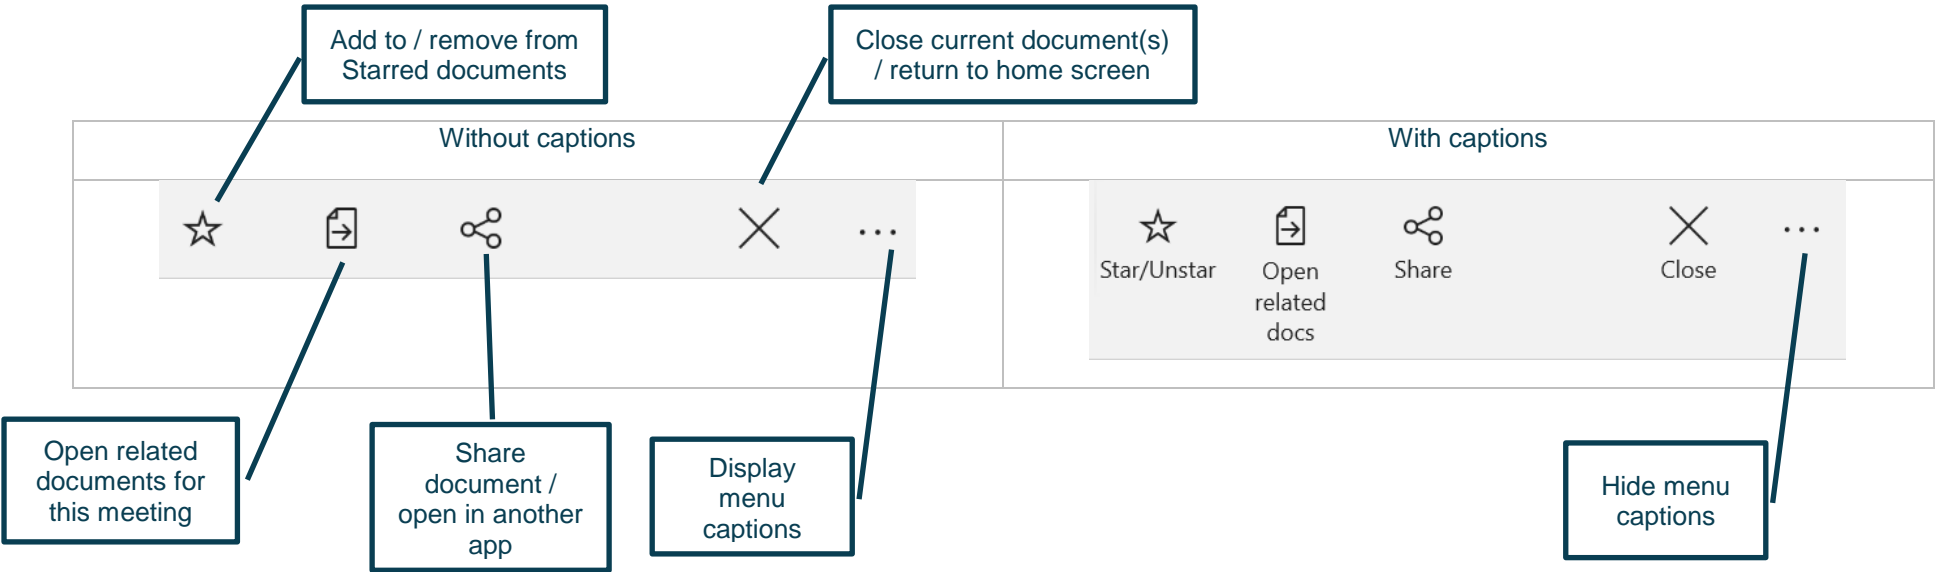 Add to / remove from
Starred documents
Close current document(s)
/ return to home screen
Without captions
With captions
Star/Unstar
Open
related
docs
Share
Close
Open related
documents for
this meeting
Share
document /
open in another
app
Display
menu
captions
Hide menu
captions